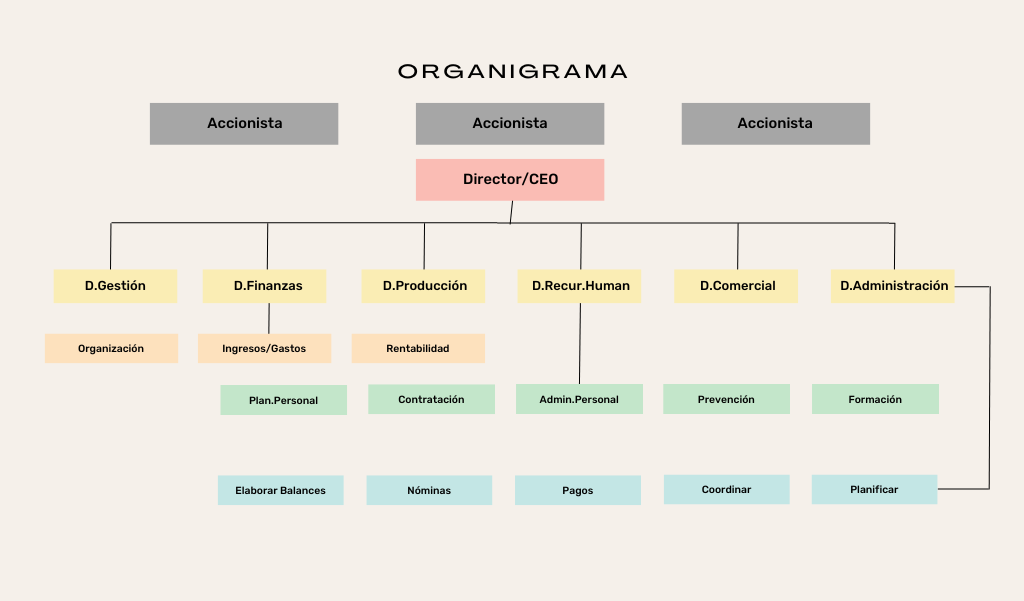 ORGANIGRAMA
Accionista
Accionista
Accionista
Director/CEO
D.Gestión
D.Finanzas
D.Producción
D.Recur.Human
D.Comercial
D.Administración
Organización
Ingresos/Gastos
Rentabilidad
Plan.Personal
Contratación
Admin.Personal
Prevención
Formación
Elaborar Balances
Nóminas
Pagos
Coordinar
Planificar